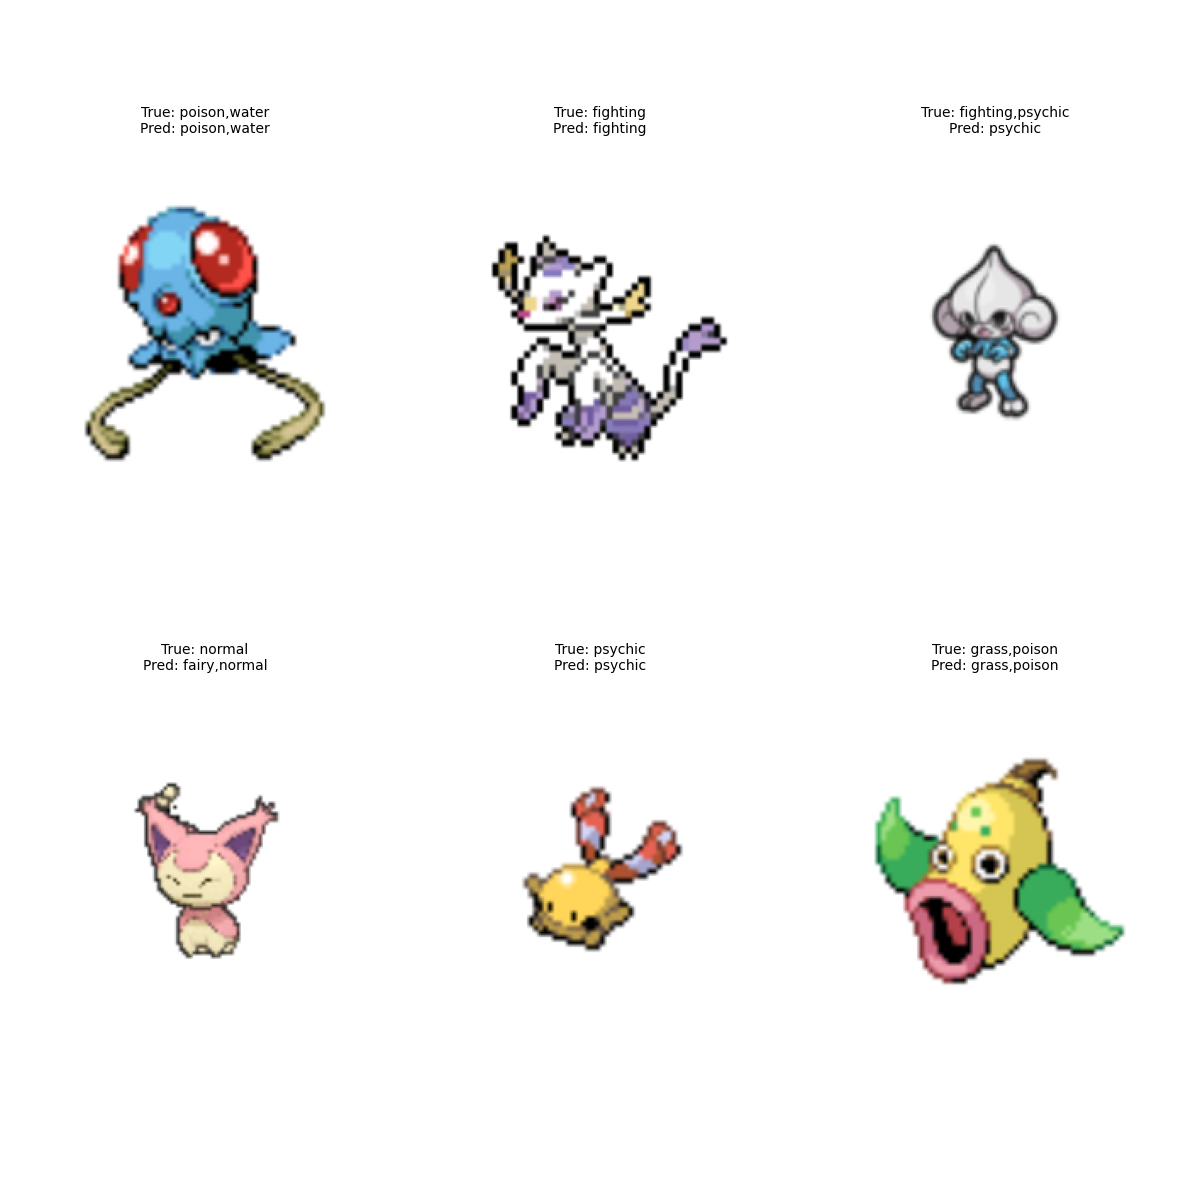 True: poison,water
Pred: poison,water
True: fighting
Pred: fighting
True: fighting,psychic
Pred: psychic
True: normal
Pred: fairy,normal
True: psychic
Pred: psychic
True: grass,poison
Pred: grass,poison